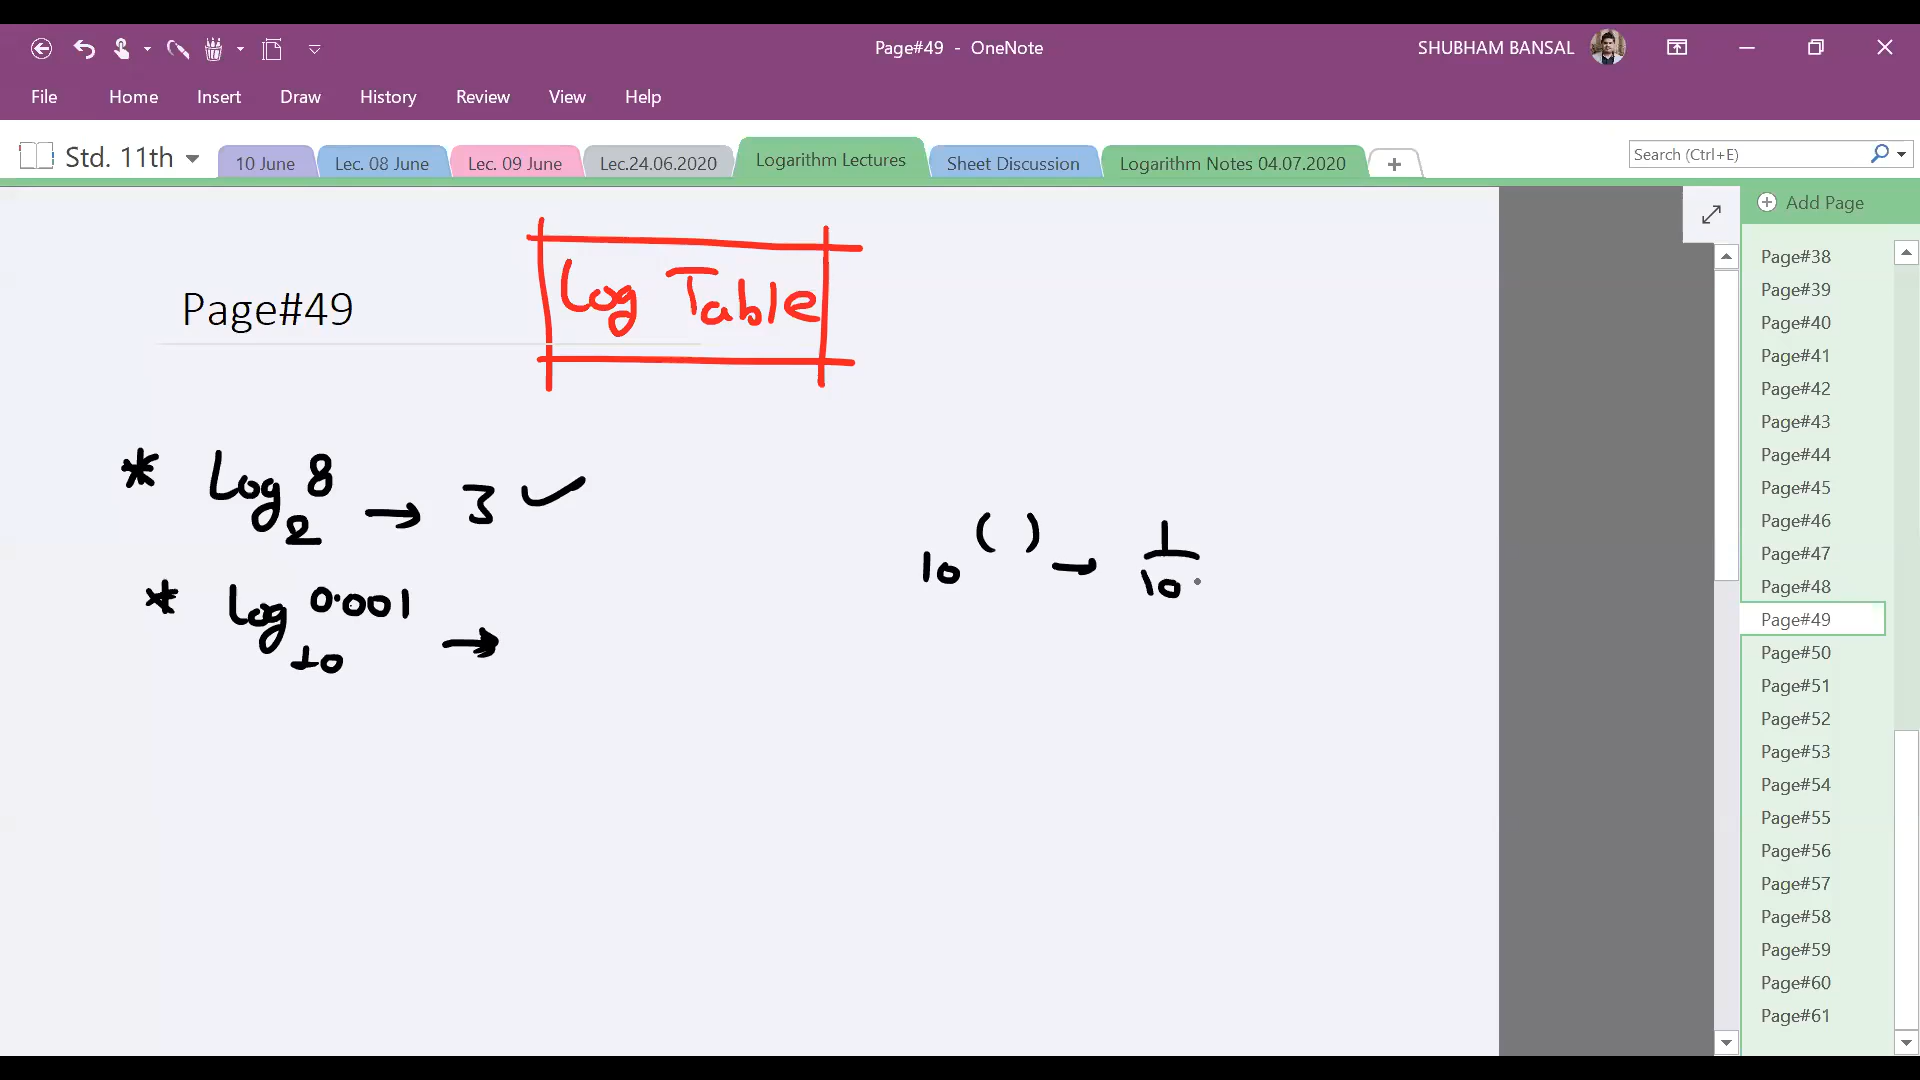 Page#49 - OneNote
SHUBHAM BANSAL
File Home Insert Draw History Review View Help
Std. 11th
10 June
Lec. 08 June
Lec. 09 June
Lec.24.06.2020
Logarithm Lectures
Sheet Discussion
Logarithm Notes 04.07.2020
Search (Ctrl+E)
Add Page
Log Table
Page#49
* Log₂ 8 → 3 ✓
10^( ) → 1/10
* log₁₀ 0.001 →
Page#38
Page#39
Page#40
Page#41
Page#42
Page#43
Page#44
Page#45
Page#46
Page#47
Page#48
Page#49
Page#50
Page#51
Page#52
Page#53
Page#54
Page#55
Page#56
Page#57
Page#58
Page#59
Page#60
Page#61